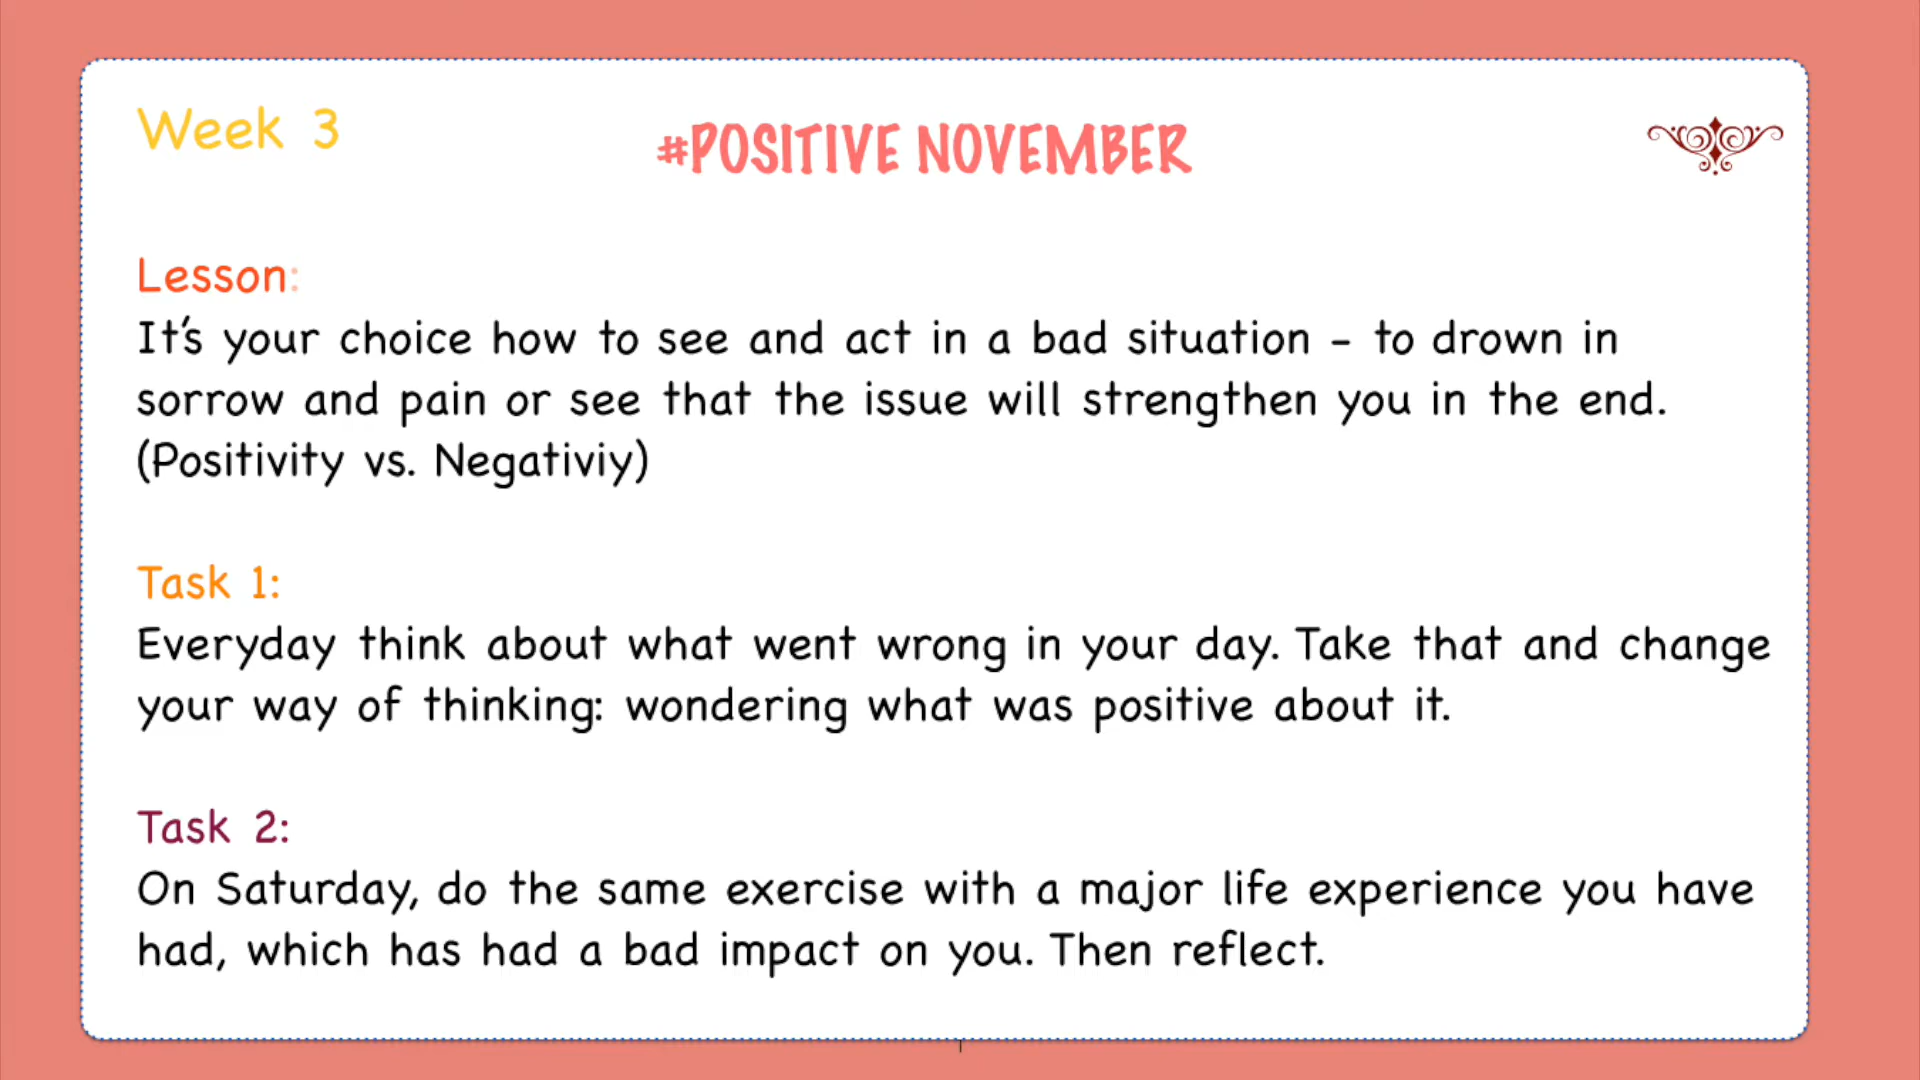 Week 3
#POSITIVE NOVEMBER
Lesson:
It's your choice how to see and act in a bad situation - to drown in
sorrow and pain or see that the issue will strengthen you in the end.
(Positivity vs. Negativiy)
Task 1:
Everyday think about what went wrong in your day. Take that and change
your way of thinking: wondering what was positive about it.
Task 2:
On Saturday, do the same exercise with a major life experience you have
had, which has had a bad impact on you. Then reflect.